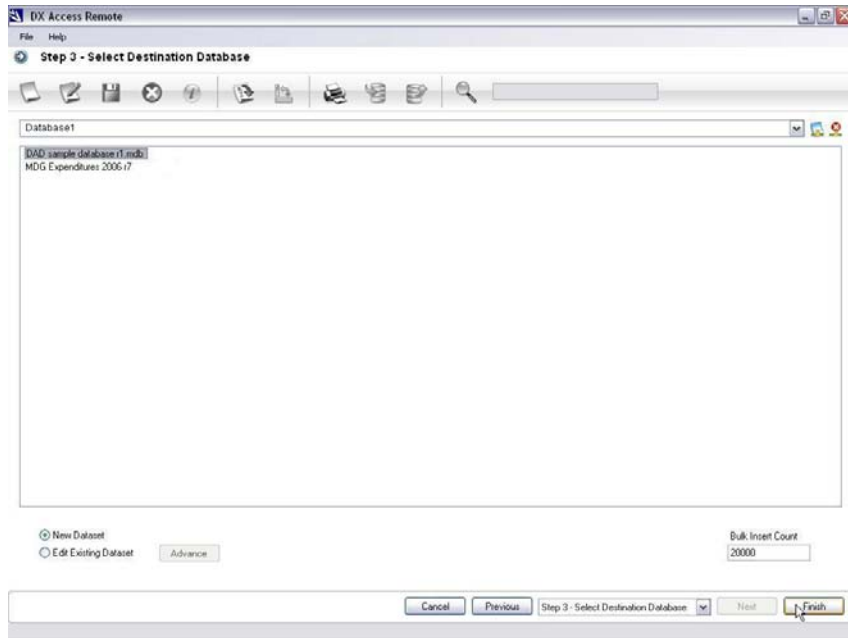 DX Access Remote
File Help
Step 3 - Select Destination Database
Database1
DAD sample database r1.mdb
MDG Expenditures 2006 r7
New Dataset
Bulk Insert Count
Edit Existing Dataset Advance 20000
Cancel Previous Step 3 - Select Destination Database Next Finish